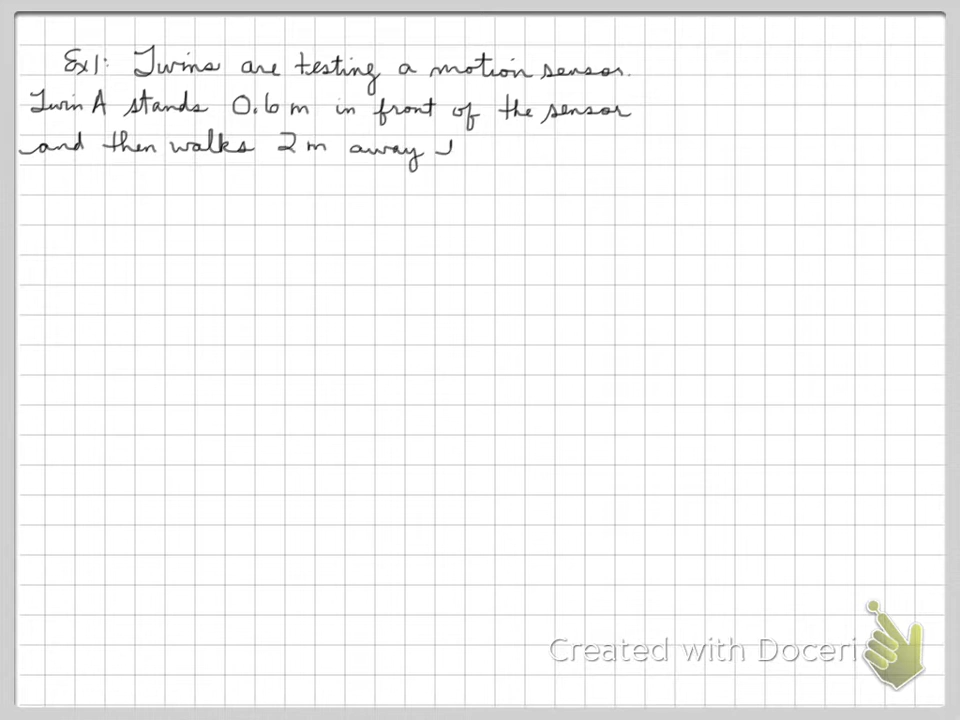 Ex1: Twins are testing a motion sensor.
Twin A stands 0.6 m in front of the sensor
and then walks 2 m away
Created with Doceri